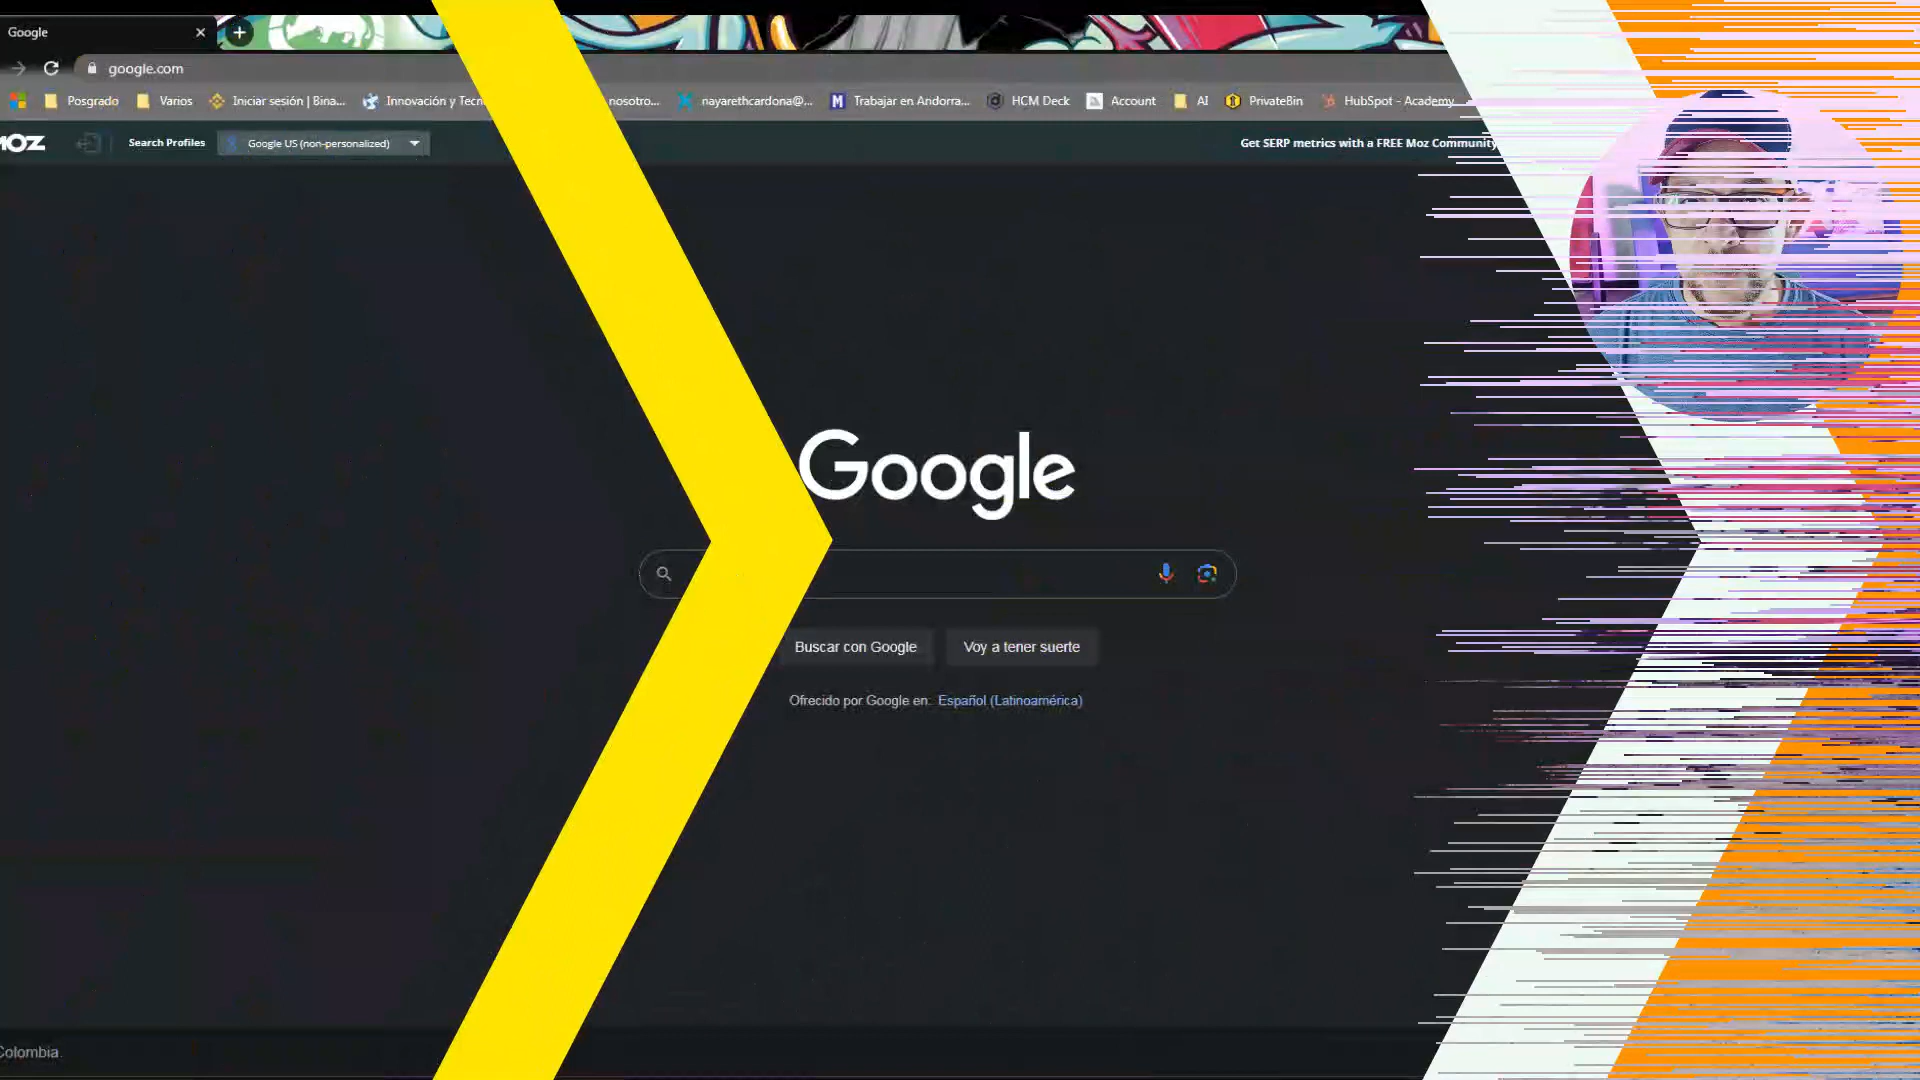 Google
google.com
Posgrado Varios Iniciar sesión | Bina... Innovación y Tecn nosotro... nayarethcardona@... Trabajar en Andorra... HCM Deck Account AI PrivateBin HubSpot - Academy
MOZ Search Profiles Google US (non-personalized) Get SERP metrics with a FREE Moz Community
Google
Buscar con Google Voy a tener suerte
Ofrecido por Google en: Español (Latinoamérica)
Colombia